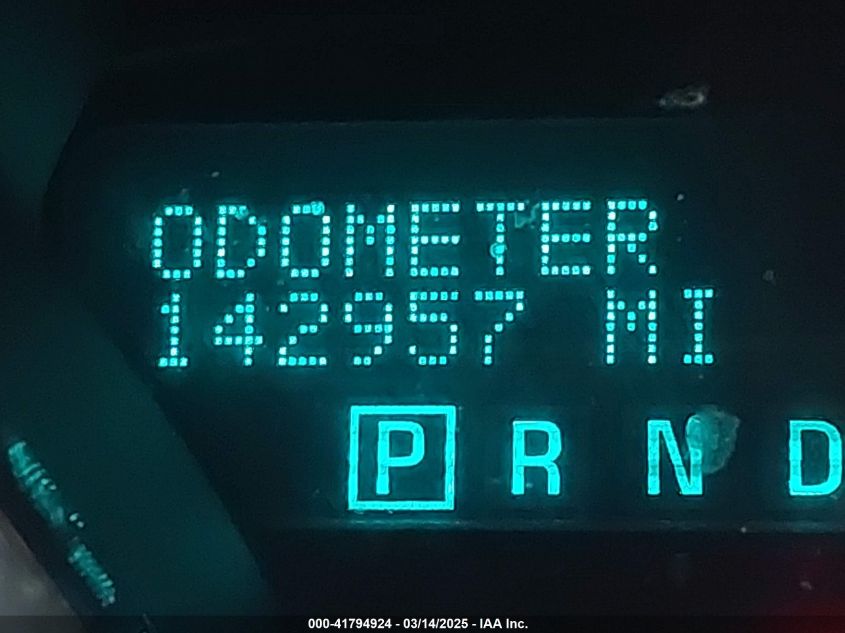 ODOMETER
142957 MI
P R N D
000-41794924 - 03/14/2025 - IAA Inc.